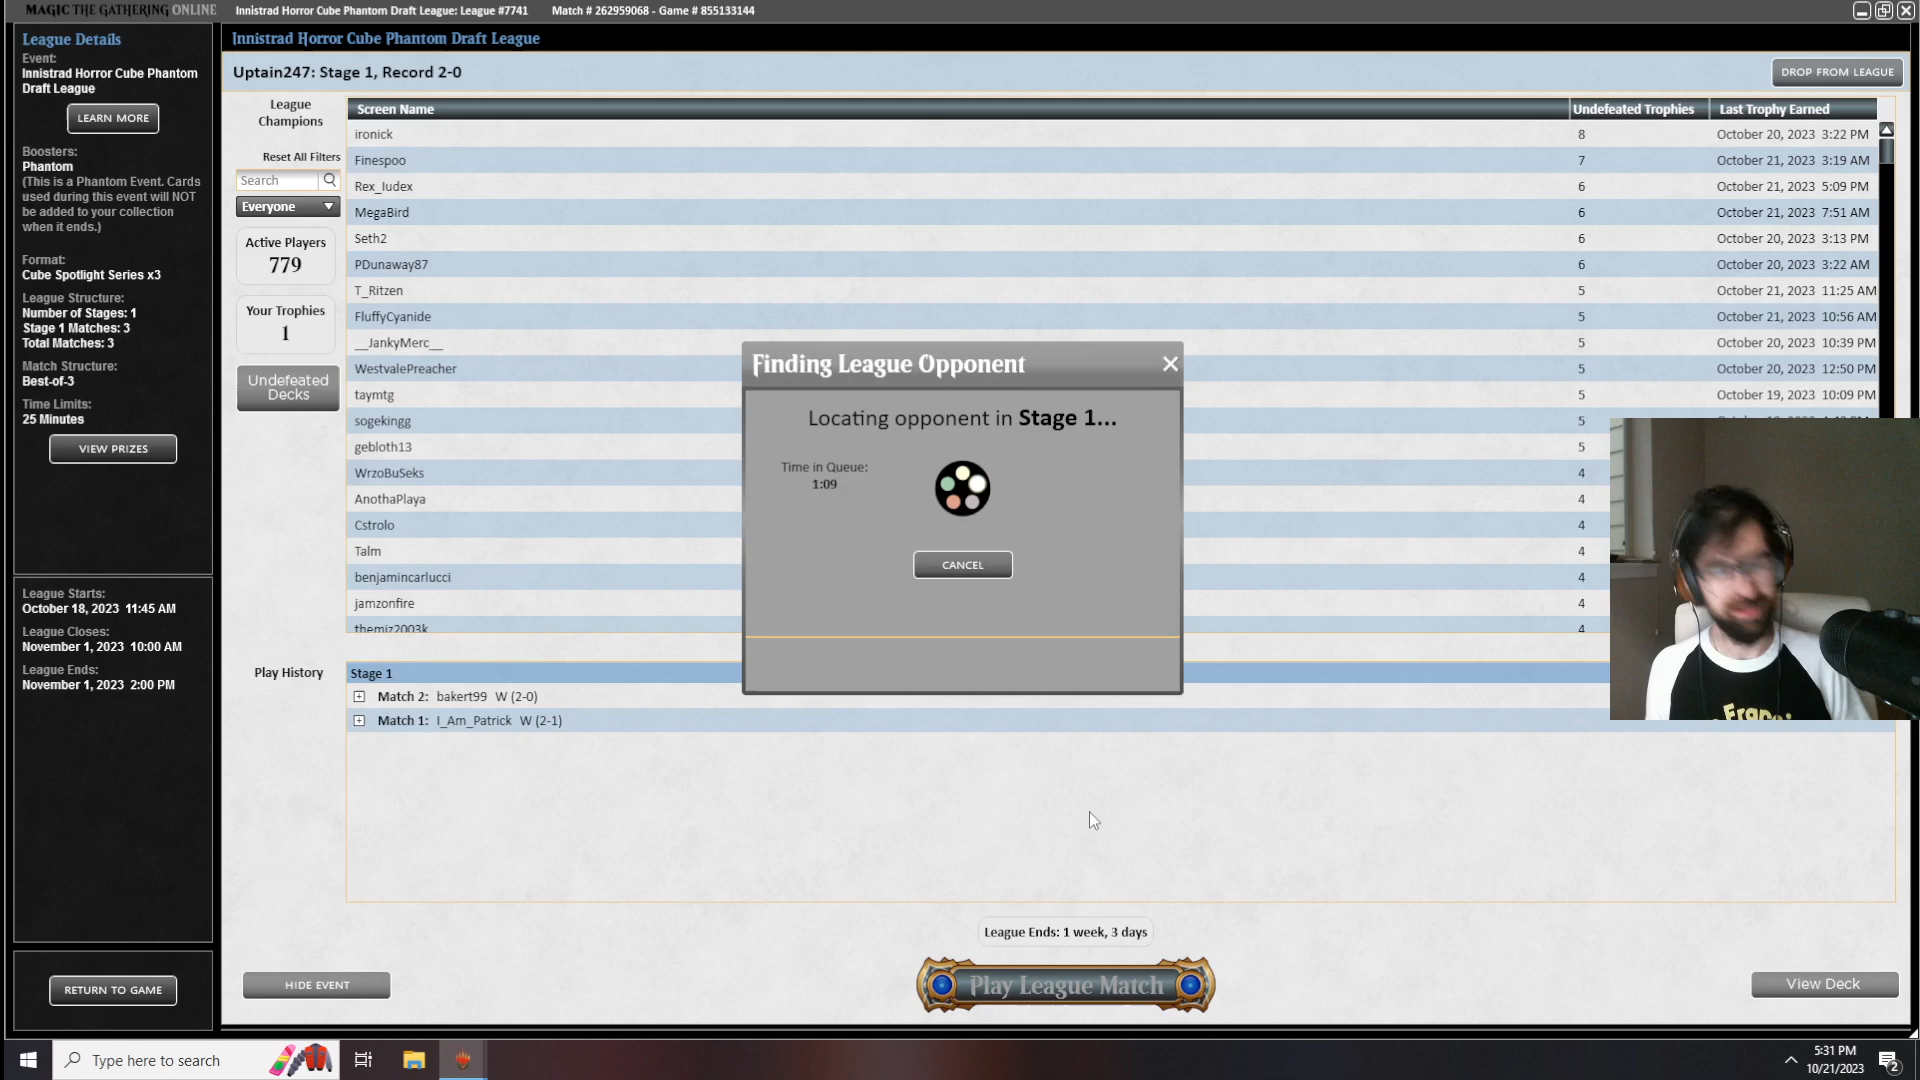 MAGIC THE GATHERING ONLINE
Innistrad Horror Cube Phantom Draft League: League #7741
Match # 262959068 - Game # 855133144
League Details
Event:
Innistrad Horror Cube Phantom
Draft League
LEARN MORE
Boosters:
Phantom
(This is a Phantom Event. Cards
used during this event will NOT
be added to your collection
when it ends.)
Format:
Cube Spotlight Series x3
League Structure:
Number of Stages: 1
Stage 1 Matches: 3
Total Matches: 3
Match Structure:
Best-of-3
Time Limits:
25 Minutes
VIEW PRIZES
League Starts:
October 18, 2023 11:45 AM
League Closes:
November 1, 2023 10:00 AM
League Ends:
November 1, 2023 2:00 PM
RETURN TO GAME
Innistrad Horror Cube Phantom Draft League
Uptain247: Stage 1, Record 2-0
DROP FROM LEAGUE
League
Champions
Reset All Filters
Search
Everyone
Active Players
779
Your Trophies
1
Undefeated
Decks
Screen Name Undefeated Trophies Last Trophy Earned
ironick 8 October 20, 2023 3:22 PM
Finespoo 7 October 21, 2023 3:19 AM
Rex_Iudex 6 October 21, 2023 5:09 PM
MegaBird 6 October 21, 2023 7:51 AM
Seth2 6 October 20, 2023 3:13 PM
PDunaway87 6 October 20, 2023 3:22 AM
T_Ritzen 5 October 21, 2023 11:25 AM
FluffyCyanide 5 October 21, 2023 10:56 AM
__JankyMerc__ 5 October 20, 2023 10:39 PM
WestvalePreacher 5 October 20, 2023 12:50 PM
taymtg 5 October 19, 2023 10:09 PM
sogekingg 5
gebloth13 5
WrzoBuSeks 4
AnothaPlaya 4
Cstrolo 4
Talm 4
benjamincarlucci 4
jamzonfire 4
themiz2003k 4
Finding League Opponent
Locating opponent in Stage 1...
Time in Queue:
1:09
CANCEL
Play History
Stage 1
Match 2: bakert99 W (2-0)
Match 1: I_Am_Patrick W (2-1)
League Ends: 1 week, 3 days
HIDE EVENT
Play League Match
View Deck
Type here to search
5:31 PM
10/21/2023
2